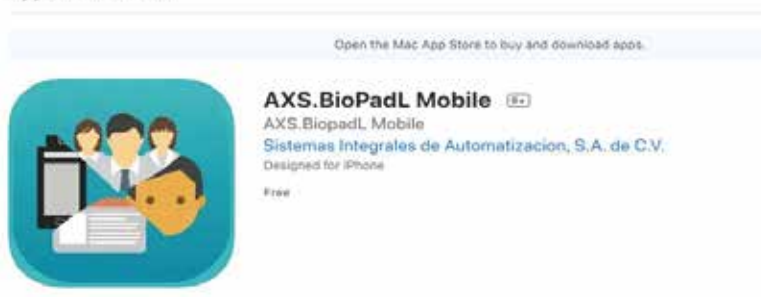 Open the Mac App Store to buy and download apps.
AXS.BioPadL Mobile
AXS.BiopadL Mobile
Sistemas Integrales de Automatizacion, S.A. de C.V.
Designed for iPhone
Free